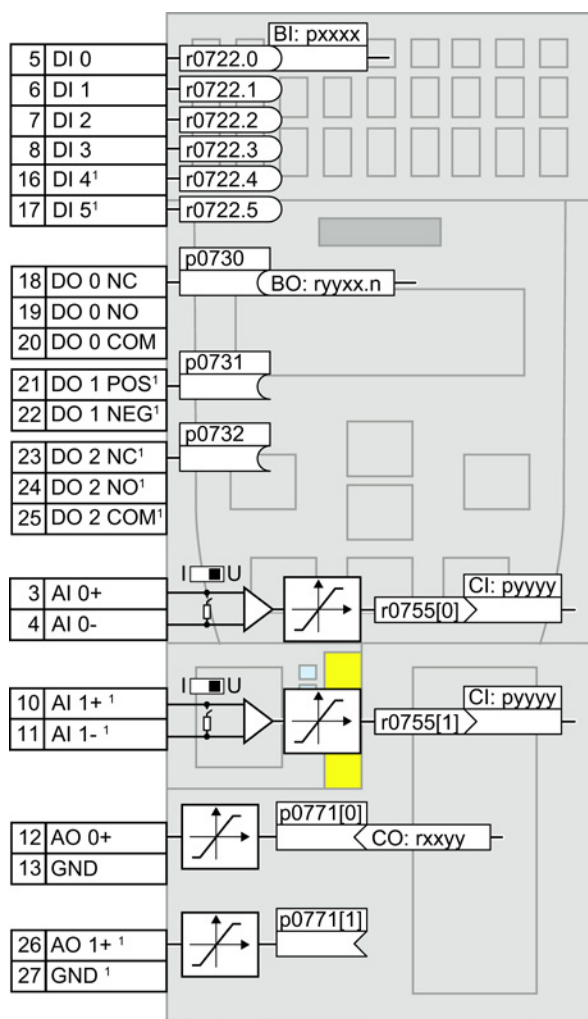 BI: pxxxx
5 DI 0 r0722.0
6 DI 1 r0722.1
7 DI 2 r0722.2
8 DI 3 r0722.3
16 DI 4¹ r0722.4
17 DI 5¹ r0722.5
p0730
18 DO 0 NC BO: ryyxx.n
19 DO 0 NO
20 DO 0 COM
p0731
21 DO 1 POS¹
22 DO 1 NEG¹
p0732
23 DO 2 NC¹
24 DO 2 NO¹
25 DO 2 COM¹
I U CI: pyyyy
3 AI 0+ r0755[0]
4 AI 0-
I U CI: pyyyy
10 AI 1+ ¹ r0755[1]
11 AI 1- ¹
p0771[0]
12 AO 0+ CO: rxxyy
13 GND
p0771[1]
26 AO 1+ ¹
27 GND ¹